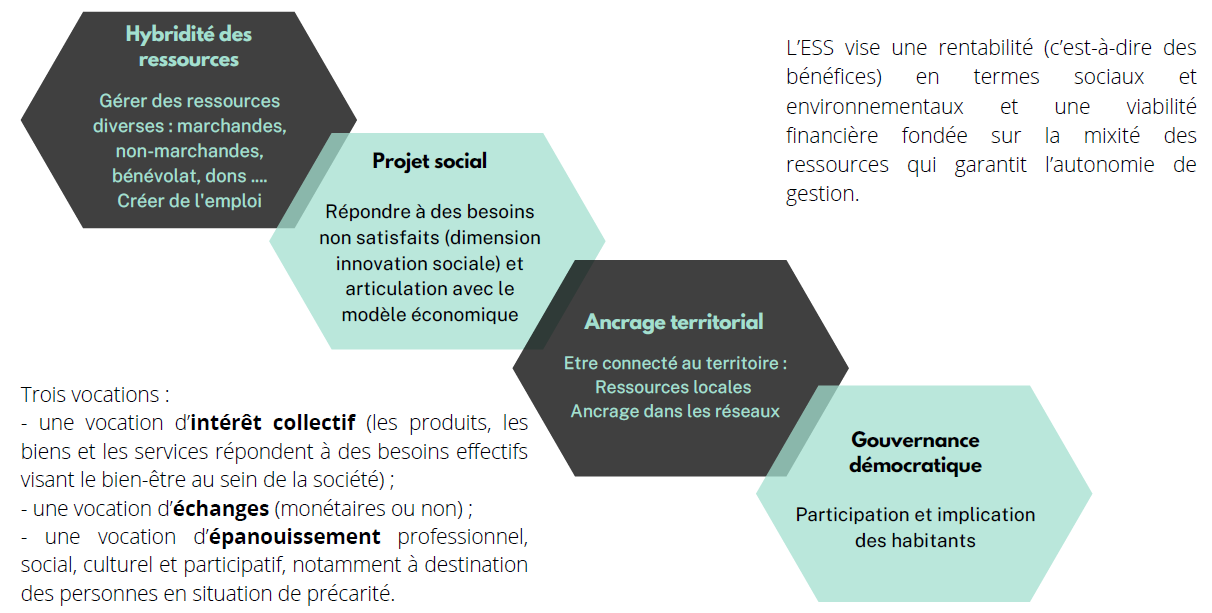 Hybridité des
ressources
Gérer des ressources
diverses : marchandes,
non-marchandes,
bénévolat, dons ....
Créer de l'emploi
L’ESS vise une rentabilité (c’est-à-dire des
bénéfices) en termes sociaux et
environnementaux et une viabilité
financière fondée sur la mixité des
ressources qui garantit l’autonomie de
gestion.
Projet social
Répondre à des besoins
non satisfaits (dimension
innovation sociale) et
articulation avec le
modèle économique
Ancrage territorial
Etre connecté au territoire :
Ressources locales
Ancrage dans les réseaux
Trois vocations :
- une vocation d’intérêt collectif (les produits, les
biens et les services répondent à des besoins effectifs
visant le bien-être au sein de la société) ;
- une vocation d’échanges (monétaires ou non) ;
- une vocation d’épanouissement professionnel,
social, culturel et participatif, notamment à destination
des personnes en situation de précarité.
Gouvernance
démocratique
Participation et implication
des habitants